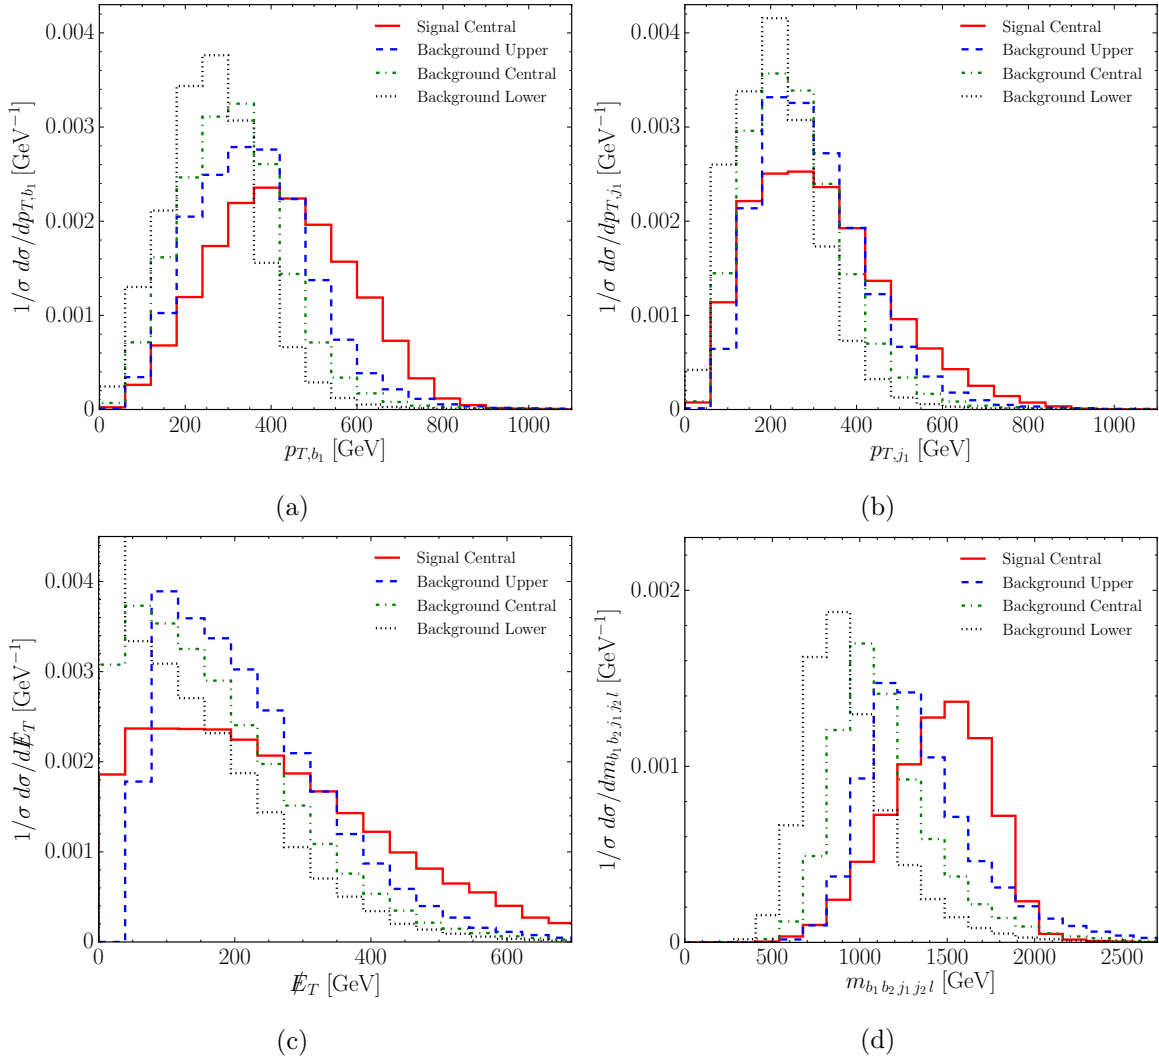 0.004
0.003
0.002
0.001
0
1/σ dσ/dp_{T,b_1} [GeV^{-1}]
Signal Central
Background Upper
Background Central
Background Lower
0 200 400 600 800 1000
p_{T,b_1} [GeV]
(a)
0.004
0.003
0.002
0.001
0
1/σ dσ/dp_{T,j_1} [GeV^{-1}]
Signal Central
Background Upper
Background Central
Background Lower
0 200 400 600 800 1000
p_{T,j_1} [GeV]
(b)
0.004
0.003
0.002
0.001
0
1/σ dσ/dE̸_T [GeV^{-1}]
Signal Central
Background Upper
Background Central
Background Lower
0 200 400 600
E̸_T [GeV]
(c)
0.002
0.001
0
1/σ dσ/dm_{b_1 b_2 j_1 j_2 l} [GeV^{-1}]
Signal Central
Background Upper
Background Central
Background Lower
0 500 1000 1500 2000 2500
m_{b_1 b_2 j_1 j_2 l} [GeV]
(d)